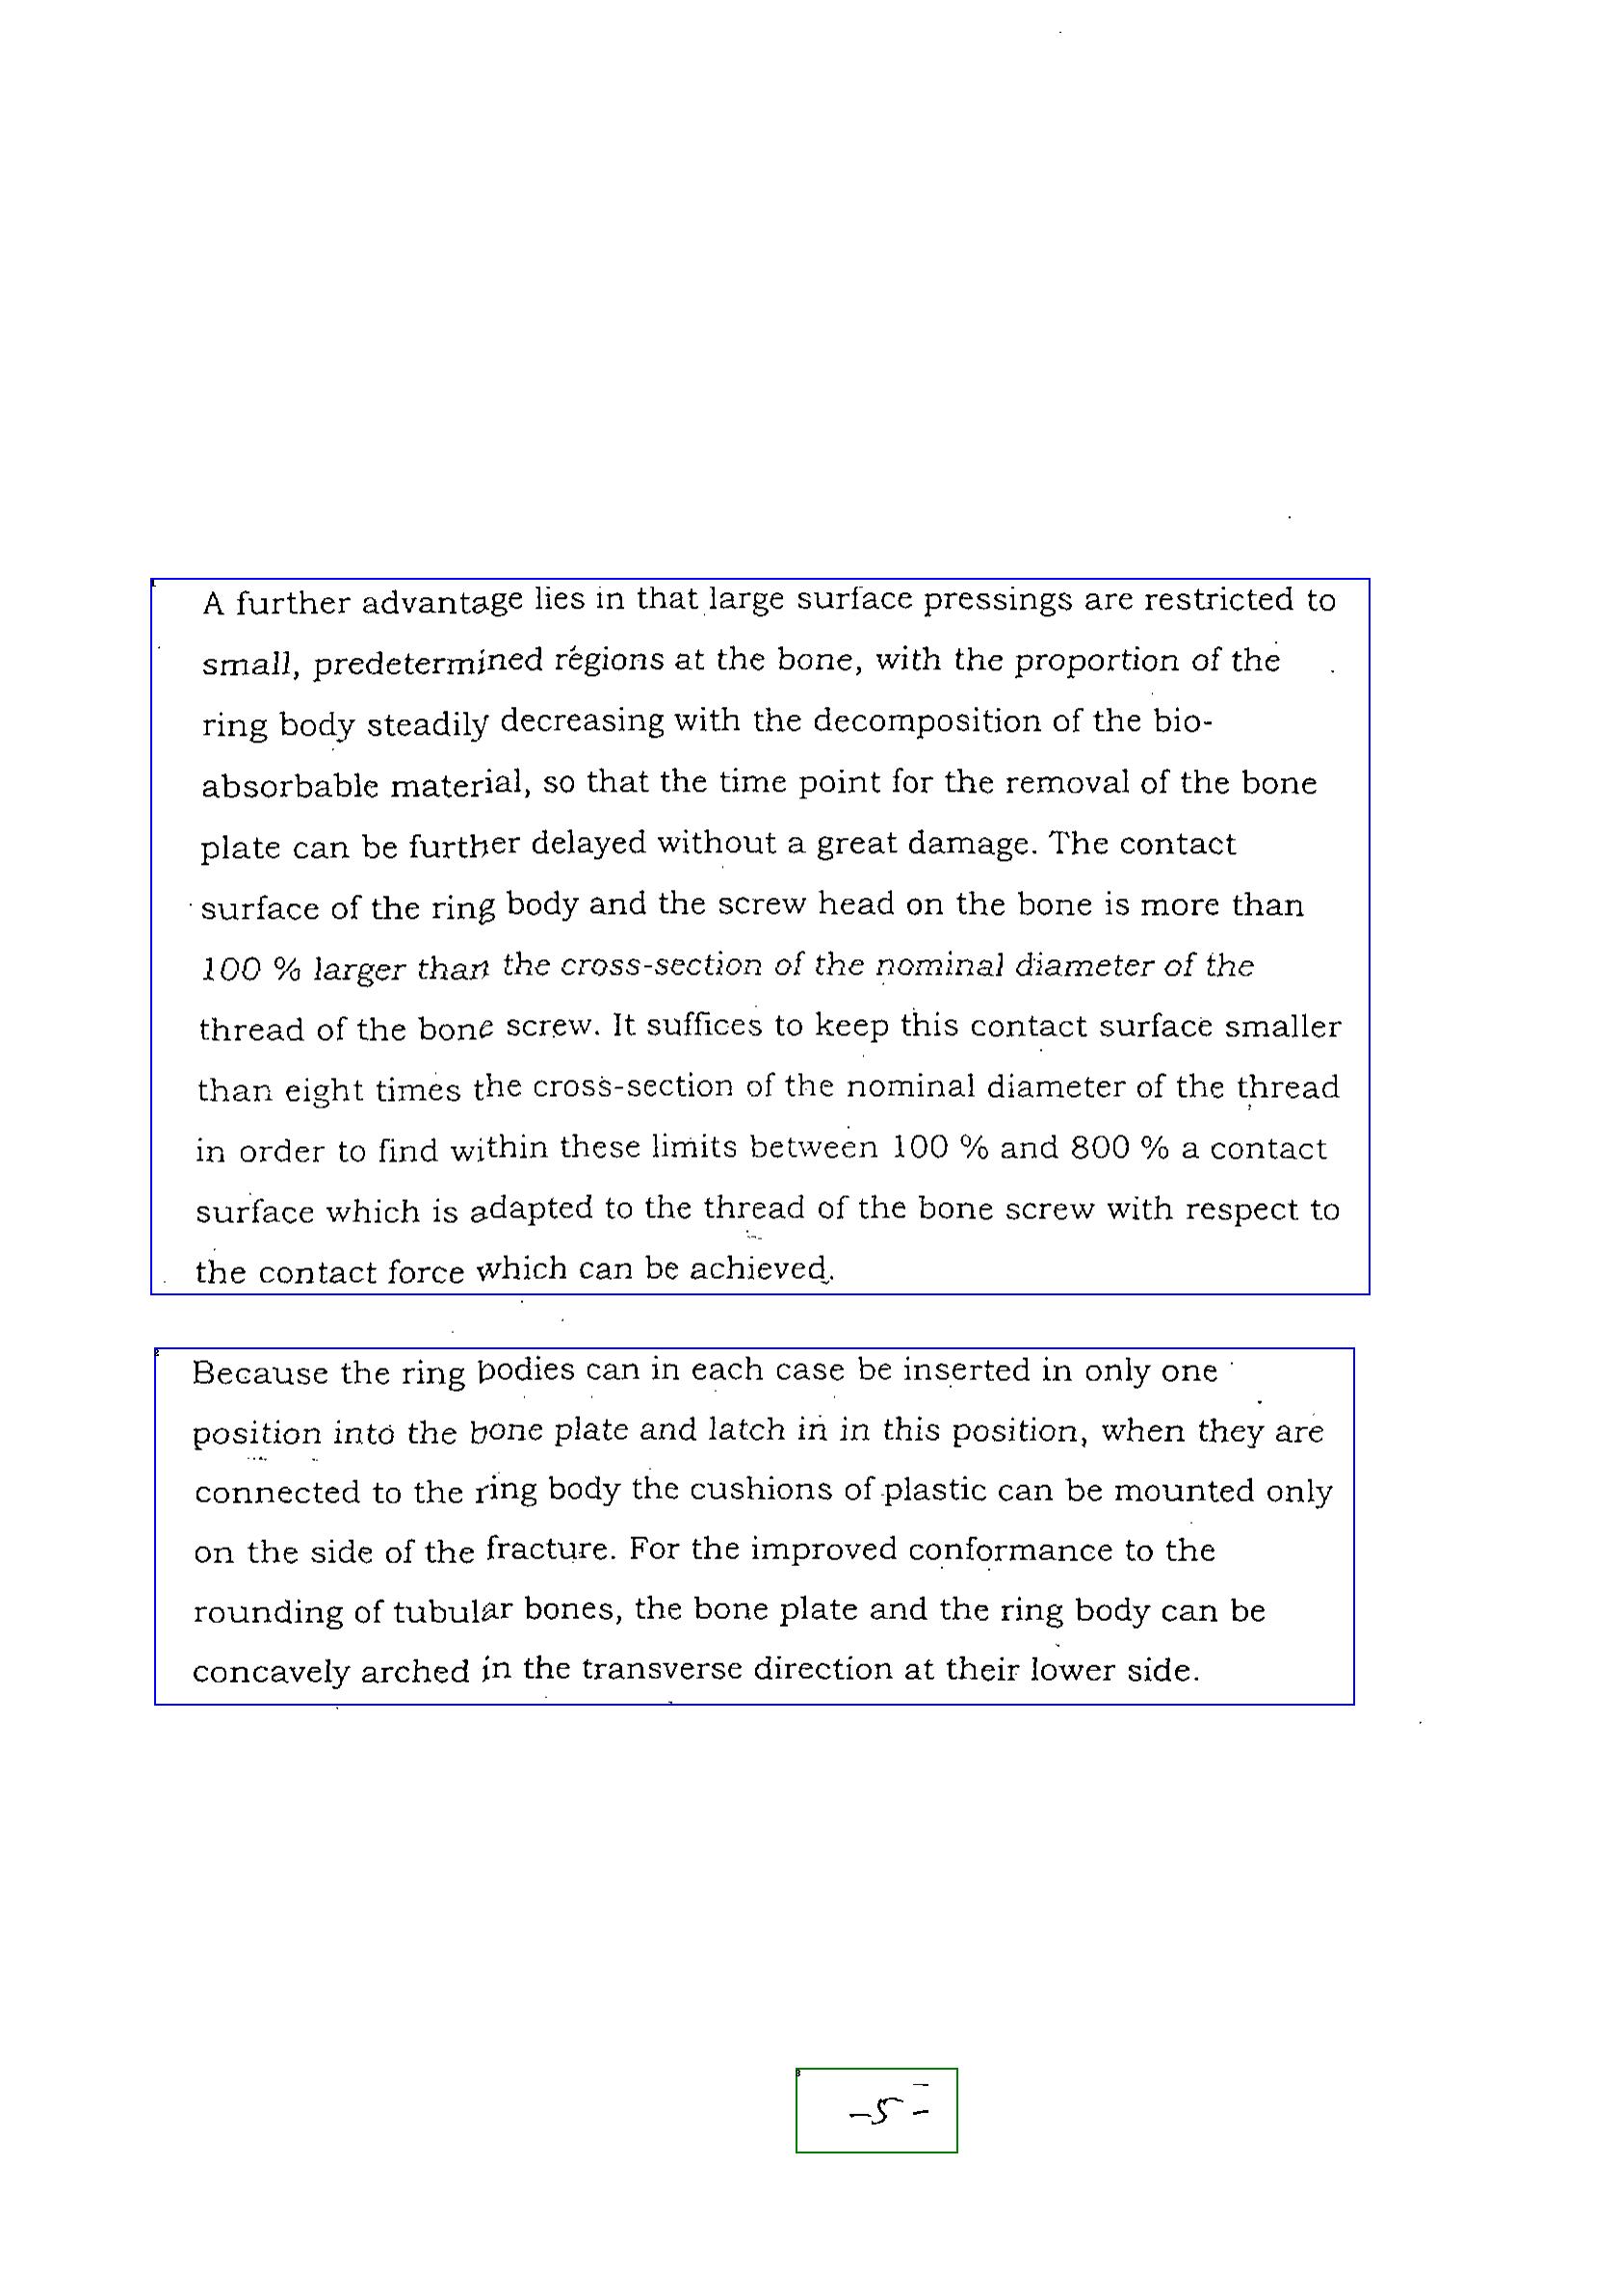 A further advantage lies in that large surface pressings are restricted to
small, predetermined regions at the bone, with the proportion of the
ring body steadily decreasing with the decomposition of the bio-
absorbable material, so that the time point for the removal of the bone
plate can be further delayed without a great damage. The contact
surface of the ring body and the screw head on the bone is more than
100 % larger than the cross-section of the nominal diameter of the
thread of the bone screw. It suffices to keep this contact surface smaller
than eight times the cross-section of the nominal diameter of the thread
in order to find within these limits between 100 % and 800 % a contact
surface which is adapted to the thread of the bone screw with respect to
the contact force which can be achieved.
Because the ring bodies can in each case be inserted in only one
position into the bone plate and latch in in this position, when they are
connected to the ring body the cushions of plastic can be mounted only
on the side of the fracture. For the improved conformance to the
rounding of tubular bones, the bone plate and the ring body can be
concavely arched in the transverse direction at their lower side.
-5-